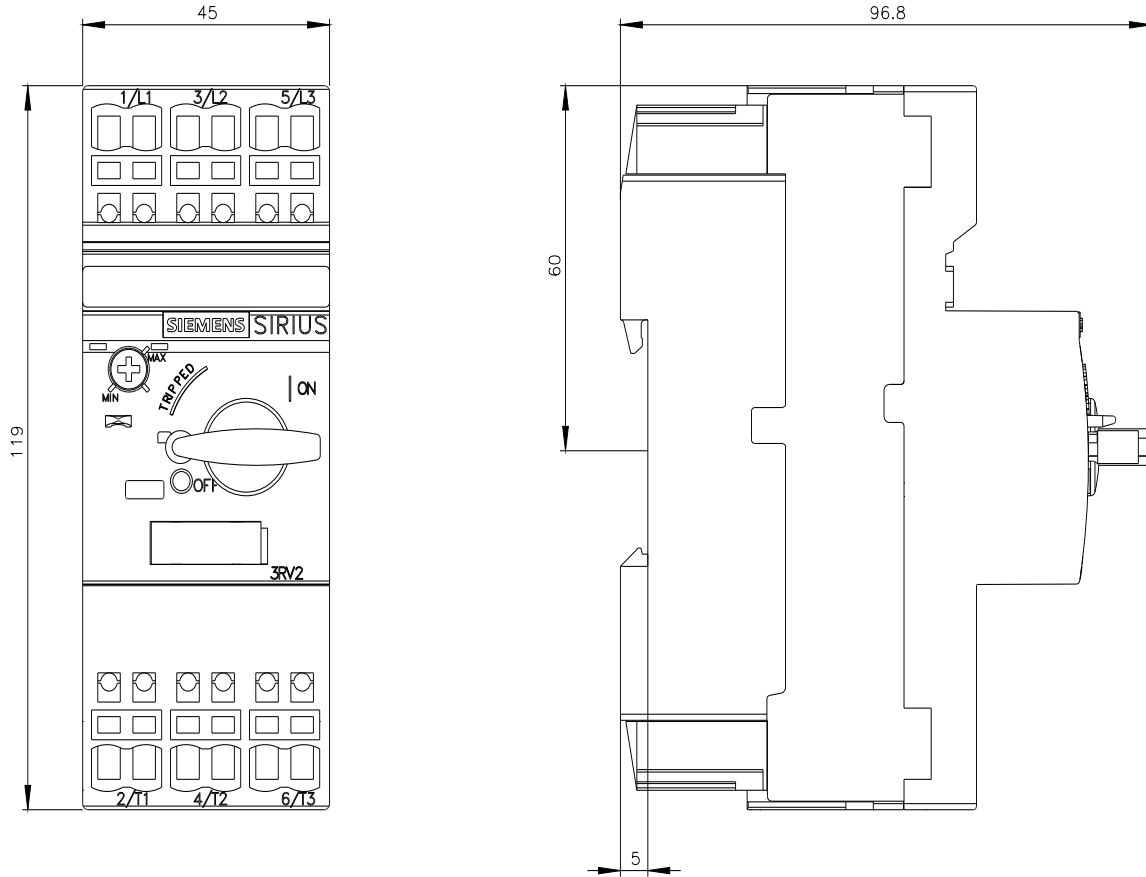 45
96.8
1/L1 3/L2 5/L3
60
SIEMENS SIRIUS
MAX
MIN
TRIPPED
ON
119
OFF
3RV2
2/T1 4/T2 6/T3
5